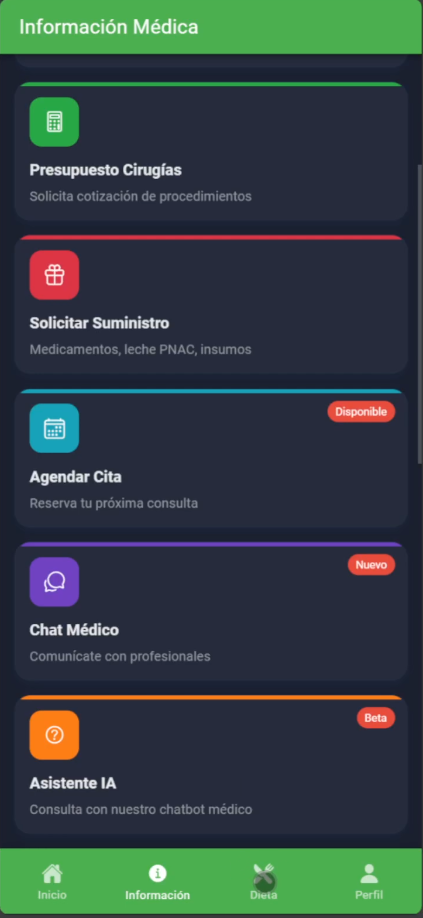 Información Médica
Presupuesto Cirugías
Solicita cotización de procedimientos
Solicitar Suministro
Medicamentos, leche PNAC, insumos
Disponible
Agendar Cita
Reserva tu próxima consulta
Nuevo
Chat Médico
Comunícate con profesionales
Beta
Asistente IA
Consulta con nuestro chatbot médico
Inicio
Información
Dieta
Perfil